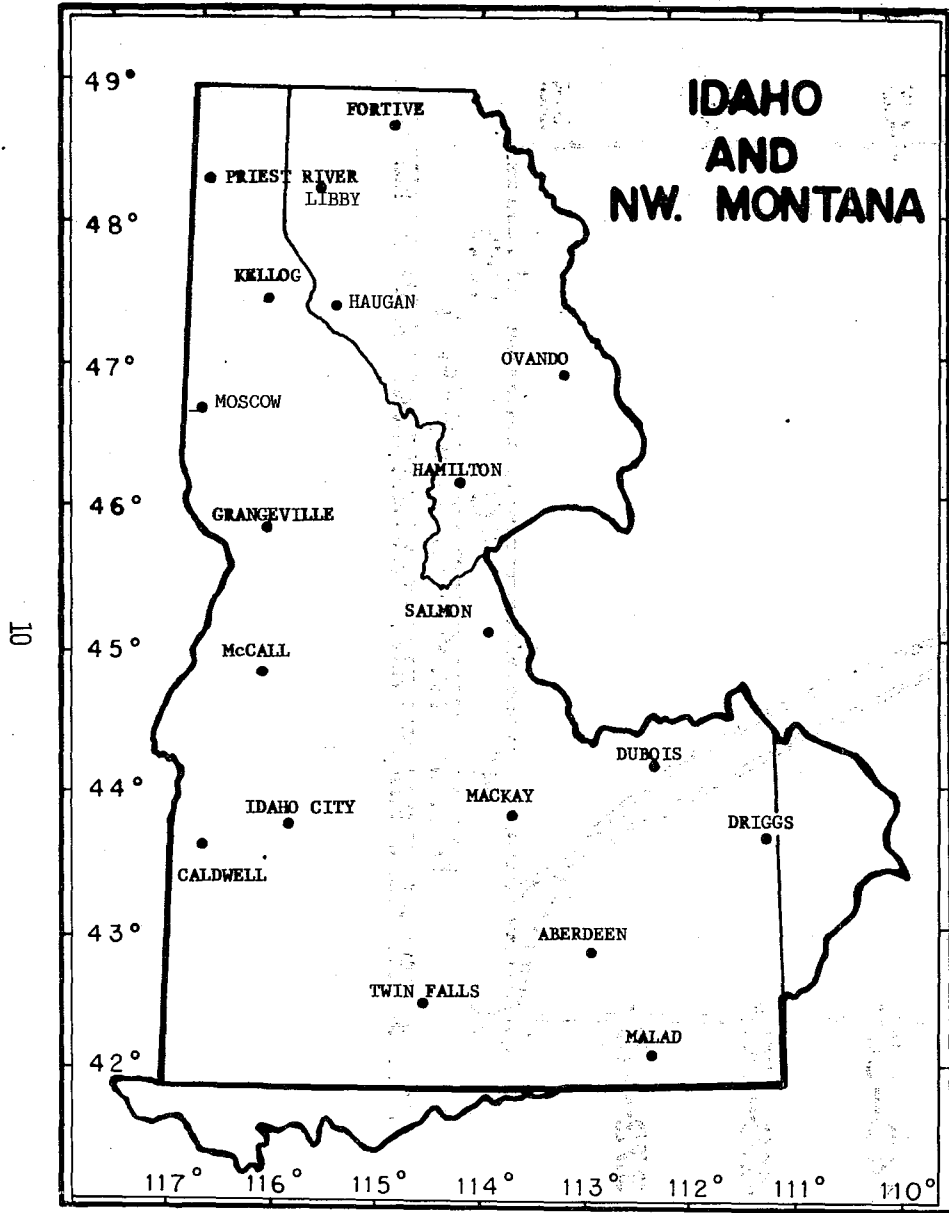 IDAHO
AND
NW. MONTANA
49°
FORTIVE
PRIEST RIVER
LIBBY
48°
KELLOG
HAUGAN
OVANDO
47°
MOSCOW
HAMILTON
46°
GRANGEVILLE
SALMON
10
45°
McCALL
DUBOIS
44°
MACKAY
IDAHO CITY
DRIGGS
CALDWELL
43°
ABERDEEN
TWIN FALLS
MALAD
42°
117° 116° 115° 114° 113° 112° 111° 110°